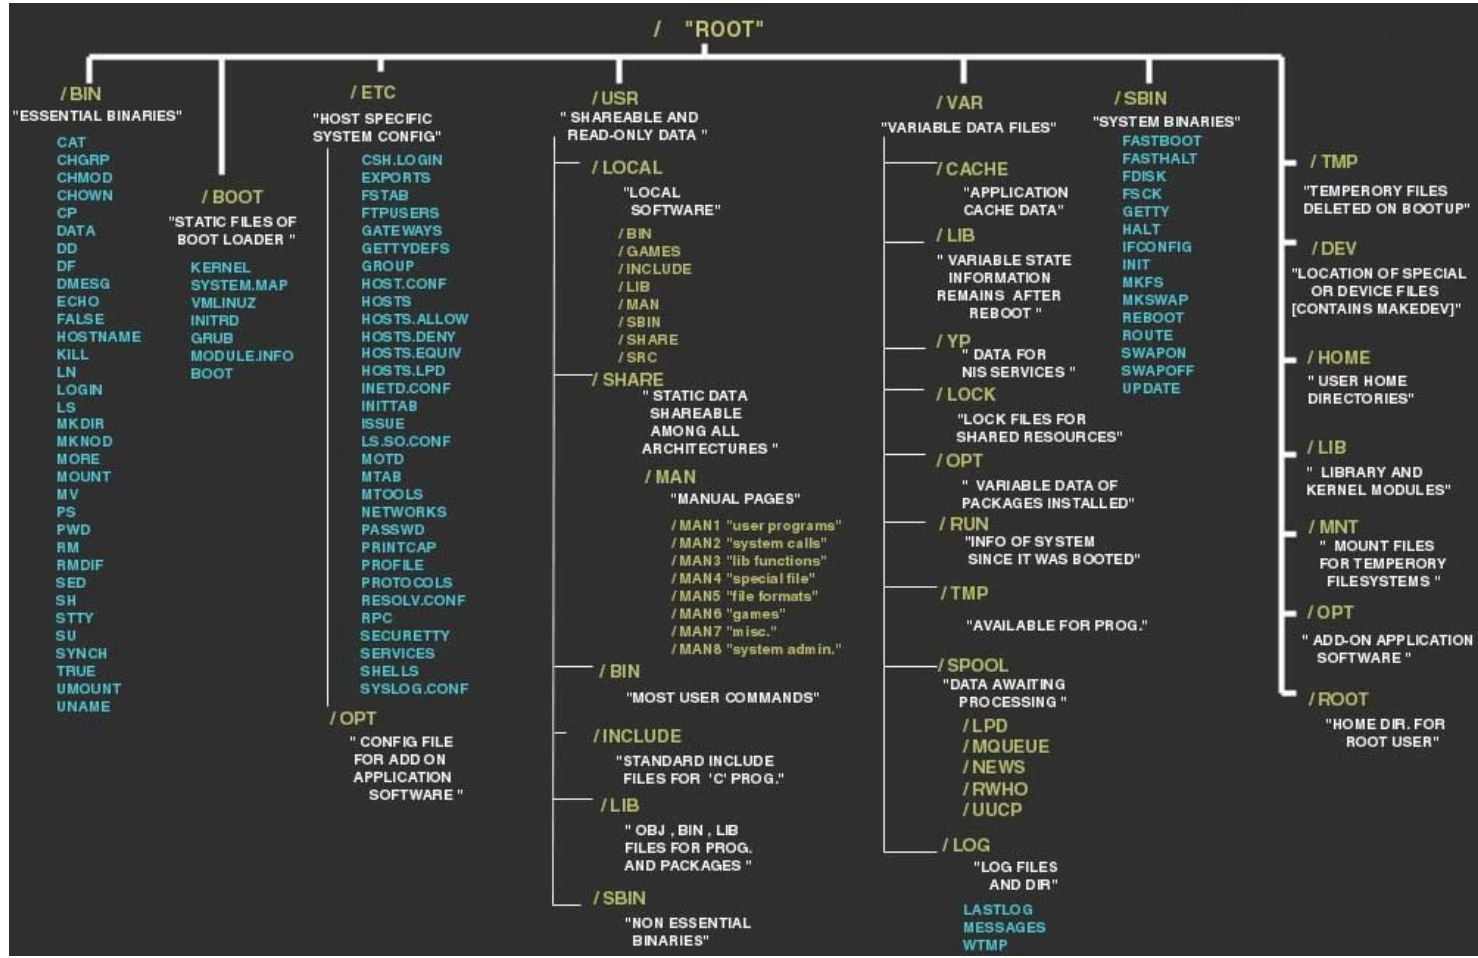 / "ROOT"
/BIN
"ESSENTIAL BINARIES"
CAT
CHGRP
CHMOD
CHOWN
CP
DATA
DD
DF
DMESG
ECHO
FALSE
HOSTNAME
KILL
LN
LOGIN
LS
MKDIR
MKNOD
MORE
MOUNT
MV
PS
PWD
RM
RMDIF
SED
SH
STTY
SU
SYNCH
TRUE
UMOUNT
UNAME
/BOOT
"STATIC FILES OF
BOOT LOADER "
KERNEL
SYSTEM.MAP
VMLINUZ
INITRD
GRUB
MODULE.INFO
BOOT
/ETC
"HOST SPECIFIC
SYSTEM CONFIG"
CSH.LOGIN
EXPORTS
FSTAB
FTPUSERS
GATEWAYS
GETTYDEFS
GROUP
HOST.CONF
HOSTS
HOSTS.ALLOW
HOSTS.DENY
HOSTS.EQUIV
HOSTS.LPD
INETD.CONF
INITTAB
ISSUE
LS.SO.CONF
MOTD
MTAB
MTOOLS
NETWORKS
PASSWD
PRINTCAP
PROFILE
PROTOCOLS
RESOLV.CONF
RPC
SECURETTY
SERVICES
SHELLS
SYSLOG.CONF
/OPT
" CONFIG FILE
FOR ADD ON
APPLICATION
SOFTWARE "
/USR
" SHAREABLE AND
READ-ONLY DATA "
/LOCAL
"LOCAL
SOFTWARE"
/BIN
/GAMES
/INCLUDE
/LIB
/MAN
/SBIN
/SHARE
/SRC
/SHARE
" STATIC DATA
SHAREABLE
AMONG ALL
ARCHITECTURES "
/MAN
"MANUAL PAGES"
/MAN1 "user programs"
/MAN2 "system calls"
/MAN3 "lib functions"
/MAN4 "special file"
/MAN5 "file formats"
/MAN6 "games"
/MAN7 "misc."
/MAN8 "system admin."
/BIN
"MOST USER COMMANDS"
/INCLUDE
"STANDARD INCLUDE
FILES FOR 'C' PROG."
/LIB
" OBJ , BIN , LIB
FILES FOR PROG.
AND PACKAGES "
/SBIN
"NON ESSENTIAL
BINARIES"
/VAR
"VARIABLE DATA FILES"
/CACHE
"APPLICATION
CACHE DATA"
/LIB
" VARIABLE STATE
INFORMATION
REMAINS AFTER
REBOOT "
/YP
" DATA FOR
NIS SERVICES "
/LOCK
"LOCK FILES FOR
SHARED RESOURCES"
/OPT
" VARIABLE DATA OF
PACKAGES INSTALLED"
/RUN
"INFO OF SYSTEM
SINCE IT WAS BOOTED"
/TMP
"AVAILABLE FOR PROG."
/SPOOL
"DATA AWAITING
PROCESSING "
/LPD
/MQUEUE
/NEWS
/RWHO
/UUCP
/LOG
"LOG FILES
AND DIR"
LASTLOG
MESSAGES
WTMP
/SBIN
"SYSTEM BINARIES"
FASTBOOT
FASTHALT
FDISK
FSCK
GETTY
HALT
IFCONFIG
INIT
MKFS
MKSWAP
REBOOT
ROUTE
SWAPON
SWAPOFF
UPDATE
/TMP
"TEMPERORY FILES
DELETED ON BOOTUP"
/DEV
"LOCATION OF SPECIAL
OR DEVICE FILES
[CONTAINS MAKEDEV]"
/HOME
" USER HOME
DIRECTORIES"
/LIB
" LIBRARY AND
KERNEL MODULES"
/MNT
" MOUNT FILES
FOR TEMPERORY
FILESYSTEMS "
/OPT
" ADD-ON APPLICATION
SOFTWARE "
/ROOT
"HOME DIR. FOR
ROOT USER"